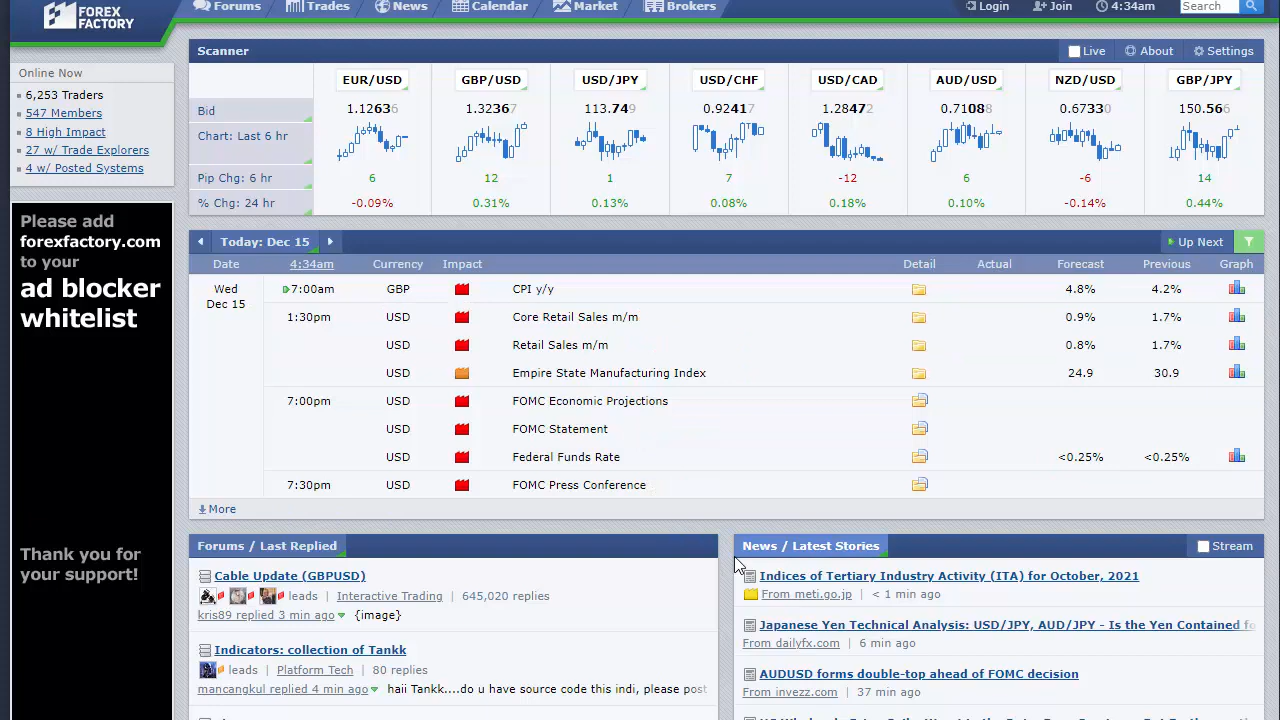 FOREX
FACTORY
Forums
Trades
News
Calendar
Market
Brokers
Login
Join
4:34am
Search
Online Now
6,253 Traders
547 Members
8 High Impact
27 w/ Trade Explorers
4 w/ Posted Systems
Please add
forexfactory.com
to your
ad blocker
whitelist
Thank you for
your support!
Scanner
Live
About
Settings
EUR/USD GBP/USD USD/JPY USD/CHF USD/CAD AUD/USD NZD/USD GBP/JPY
Bid 1.12636 1.32367 113.749 0.92417 1.28472 0.71088 0.67330 150.566
Chart: Last 6 hr
Pip Chg: 6 hr 6 12 1 7 -12 6 -6 14
% Chg: 24 hr -0.09% 0.31% 0.13% 0.08% 0.18% 0.10% -0.14% 0.44%
Today: Dec 15
Up Next
Date 4:34am Currency Impact Detail Actual Forecast Previous Graph
Wed
Dec 15
7:00am GBP CPI y/y 4.8% 4.2%
1:30pm USD Core Retail Sales m/m 0.9% 1.7%
USD Retail Sales m/m 0.8% 1.7%
USD Empire State Manufacturing Index 24.9 30.9
7:00pm USD FOMC Economic Projections
USD FOMC Statement
USD Federal Funds Rate <0.25% <0.25%
7:30pm USD FOMC Press Conference
More
Forums / Last Replied
Cable Update (GBPUSD)
leads | Interactive Trading | 645,020 replies
kris89 replied 3 min ago {image}
Indicators: collection of Tankk
leads | Platform Tech | 80 replies
mancangkul replied 4 min ago haii Tankk....do u have source code this indi, please post
News / Latest Stories
Stream
Indices of Tertiary Industry Activity (ITA) for October, 2021
From meti.go.jp | < 1 min ago
Japanese Yen Technical Analysis: USD/JPY, AUD/JPY - Is the Yen Contained
From dailyfx.com | 6 min ago
AUDUSD forms double-top ahead of FOMC decision
From invezz.com | 37 min ago